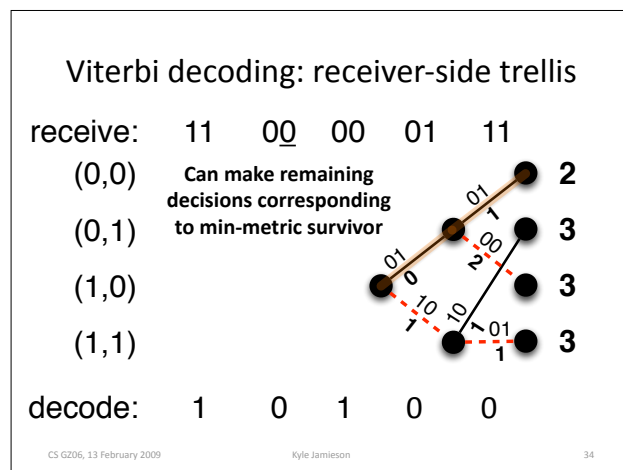 Viterbi decoding: receiver-side trellis
receive: 11 00 00 01 11
(0,0) Can make remaining 2
decisions corresponding
(0,1) to min-metric survivor 3
(1,0) 3
(1,1) 3
01
1
00
2
01
0
10
1
10
1
01
1
decode: 1 0 1 0 0
CS GZ06, 13 February 2009 Kyle Jamieson 34